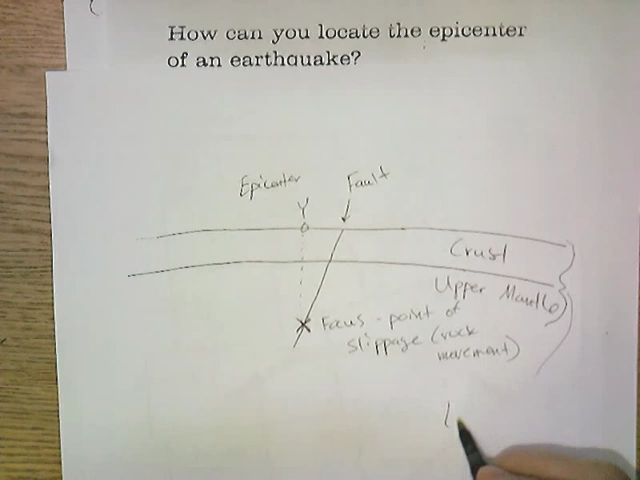 How can you locate the epicenter
of an earthquake?
Epicenter
Fault
Crust
Upper Mantle
Focus - point of
slippage (rock
movement)